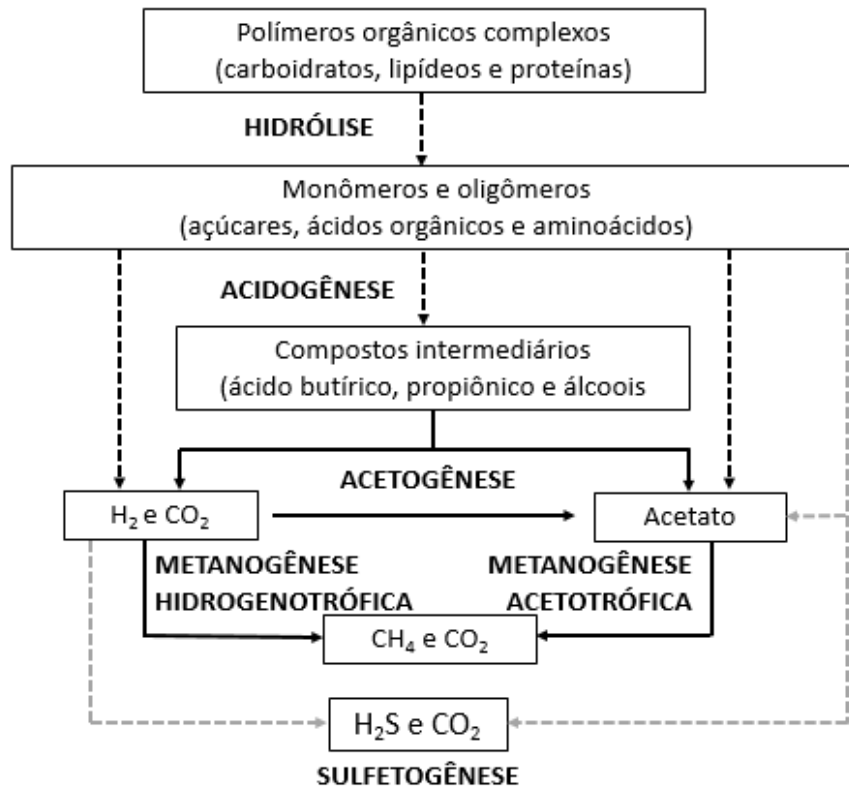 Polímeros orgânicos complexos
(carboidratos, lipídeos e proteínas)
HIDRÓLISE
Monômeros e oligômeros
(açúcares, ácidos orgânicos e aminoácidos)
ACIDOGÊNESE
Compostos intermediários
(ácido butírico, propiônico e álcoois
ACETOGÊNESE
H₂ e CO₂
Acetato
METANOGÊNESE
HIDROGENOTRÓFICA
METANOGÊNESE
ACETOTRÓFICA
CH₄ e CO₂
H₂S e CO₂
SULFETOGÊNESE